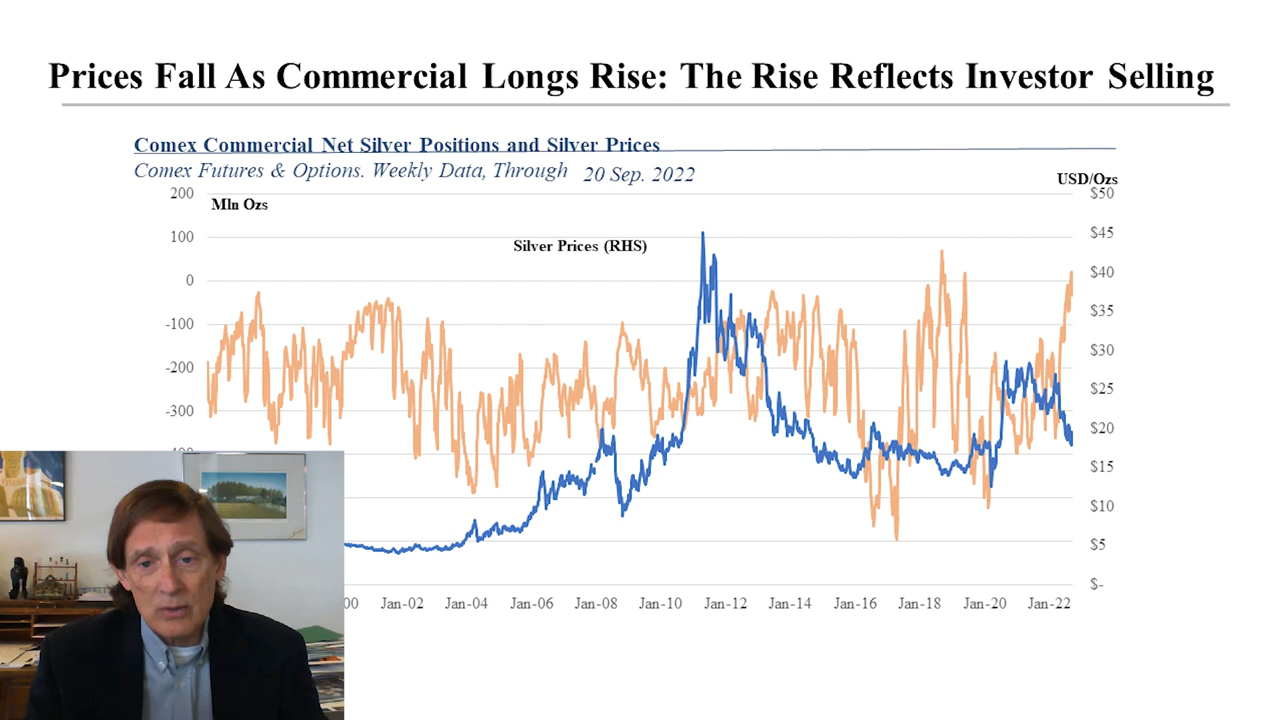 Prices Fall As Commercial Longs Rise: The Rise Reflects Investor Selling
Comex Commercial Net Silver Positions and Silver Prices
Comex Futures & Options. Weekly Data, Through 20 Sep. 2022
USD/Ozs
200
Mln Ozs
$50
100
Silver Prices (RHS)
$45
0
$40
-100
$35
-200
$30
-300
$25
$20
$15
$10
$5
$-
00 Jan-02 Jan-04 Jan-06 Jan-08 Jan-10 Jan-12 Jan-14 Jan-16 Jan-18 Jan-20 Jan-22